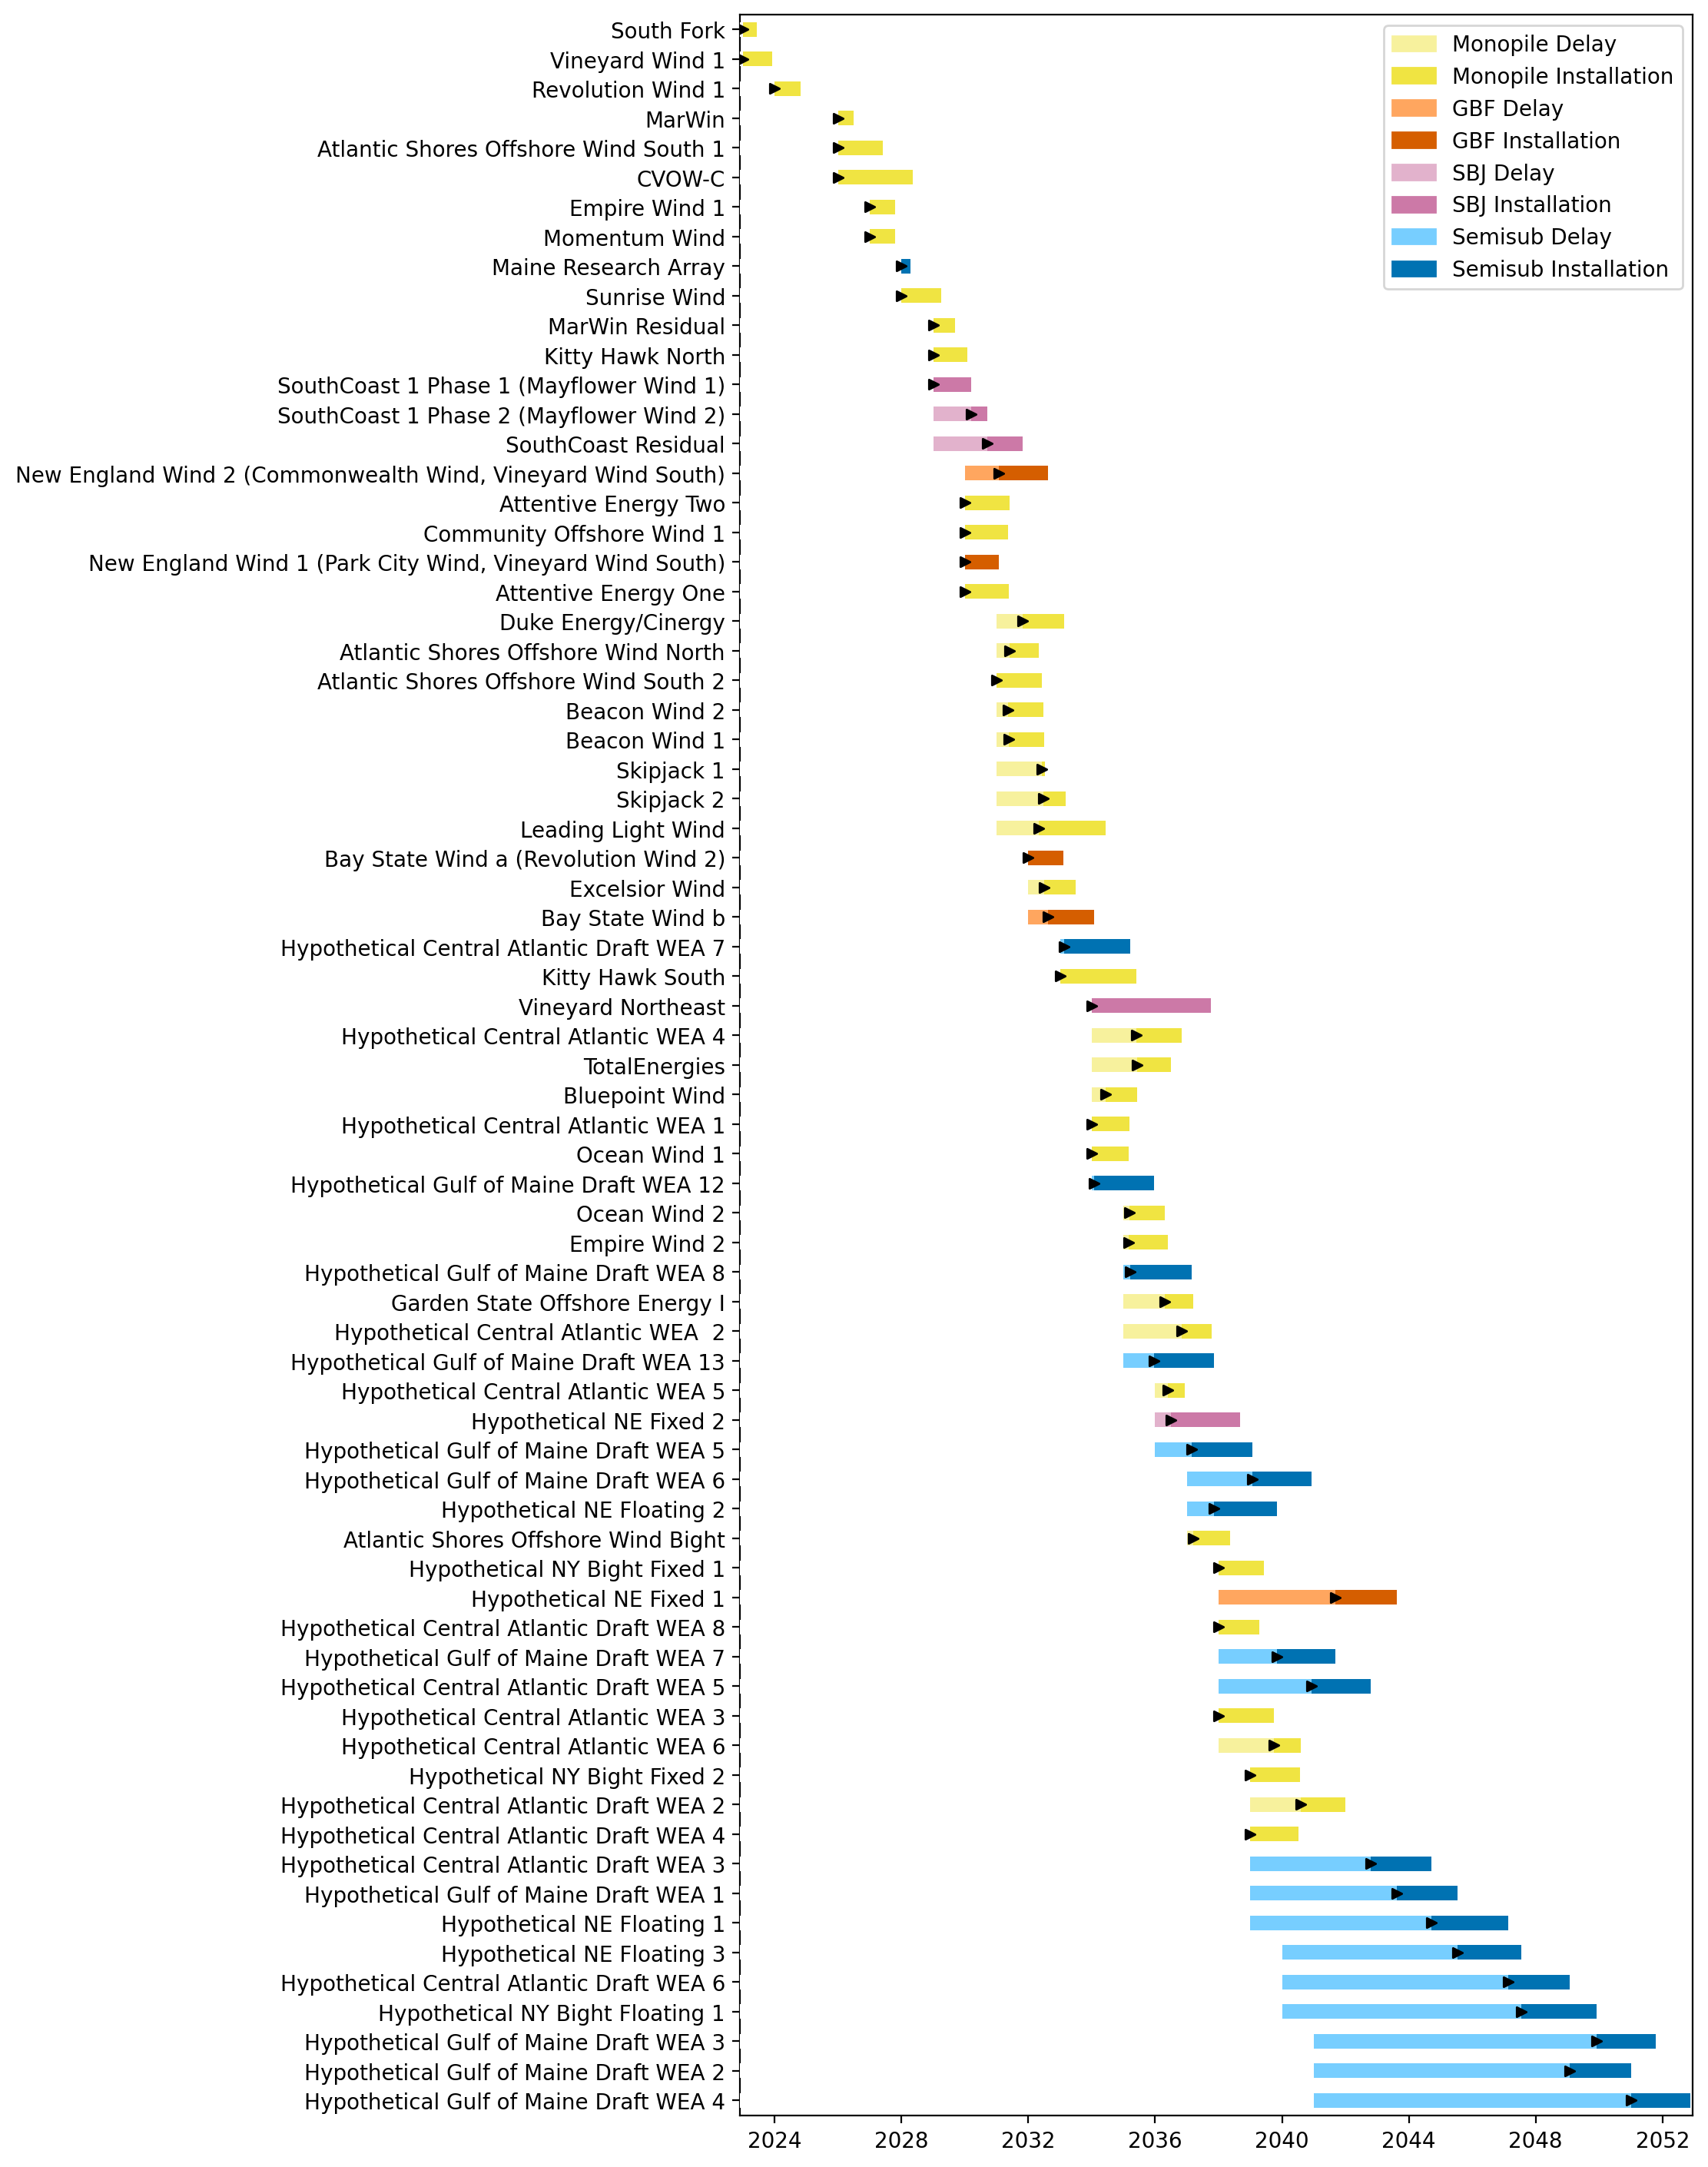 South Fork
Vineyard Wind 1
Revolution Wind 1
MarWin
Atlantic Shores Offshore Wind South 1
CVOW-C
Empire Wind 1
Momentum Wind
Maine Research Array
Sunrise Wind
MarWin Residual
Kitty Hawk North
SouthCoast 1 Phase 1 (Mayflower Wind 1)
SouthCoast 1 Phase 2 (Mayflower Wind 2)
SouthCoast Residual
New England Wind 2 (Commonwealth Wind, Vineyard Wind South)
Attentive Energy Two
Community Offshore Wind 1
New England Wind 1 (Park City Wind, Vineyard Wind South)
Attentive Energy One
Duke Energy/Cinergy
Atlantic Shores Offshore Wind North
Atlantic Shores Offshore Wind South 2
Beacon Wind 2
Beacon Wind 1
Skipjack 1
Skipjack 2
Leading Light Wind
Bay State Wind a (Revolution Wind 2)
Excelsior Wind
Bay State Wind b
Hypothetical Central Atlantic Draft WEA 7
Kitty Hawk South
Vineyard Northeast
Hypothetical Central Atlantic WEA 4
TotalEnergies
Bluepoint Wind
Hypothetical Central Atlantic WEA 1
Ocean Wind 1
Hypothetical Gulf of Maine Draft WEA 12
Ocean Wind 2
Empire Wind 2
Hypothetical Gulf of Maine Draft WEA 8
Garden State Offshore Energy I
Hypothetical Central Atlantic WEA  2
Hypothetical Gulf of Maine Draft WEA 13
Hypothetical Central Atlantic WEA 5
Hypothetical NE Fixed 2
Hypothetical Gulf of Maine Draft WEA 5
Hypothetical Gulf of Maine Draft WEA 6
Hypothetical NE Floating 2
Atlantic Shores Offshore Wind Bight
Hypothetical NY Bight Fixed 1
Hypothetical NE Fixed 1
Hypothetical Central Atlantic Draft WEA 8
Hypothetical Gulf of Maine Draft WEA 7
Hypothetical Central Atlantic Draft WEA 5
Hypothetical Central Atlantic WEA 3
Hypothetical Central Atlantic WEA 6
Hypothetical NY Bight Fixed 2
Hypothetical Central Atlantic Draft WEA 2
Hypothetical Central Atlantic Draft WEA 4
Hypothetical Central Atlantic Draft WEA 3
Hypothetical Gulf of Maine Draft WEA 1
Hypothetical NE Floating 1
Hypothetical NE Floating 3
Hypothetical Central Atlantic Draft WEA 6
Hypothetical NY Bight Floating 1
Hypothetical Gulf of Maine Draft WEA 3
Hypothetical Gulf of Maine Draft WEA 2
Hypothetical Gulf of Maine Draft WEA 4
Monopile Delay
Monopile Installation
GBF Delay
GBF Installation
SBJ Delay
SBJ Installation
Semisub Delay
Semisub Installation
2024 2028 2032 2036 2040 2044 2048 2052